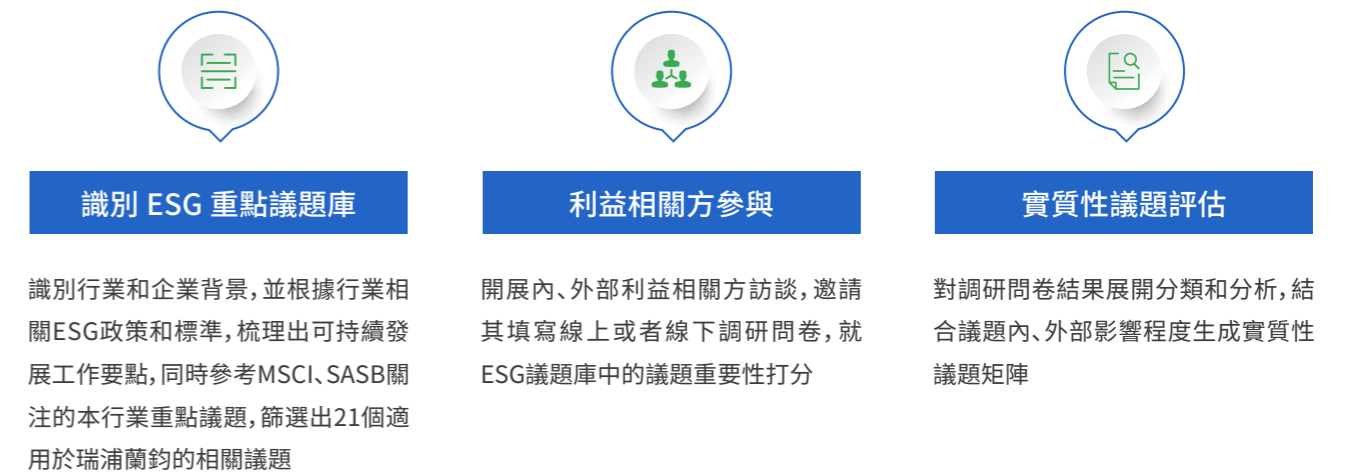 識別 ESG 重點議題庫
識別行業和企業背景,並根據行業相
關ESG政策和標準,梳理出可持續發
展工作要點,同時參考MSCI、SASB關
注的本行業重點議題,篩選出21個適
用於瑞浦蘭鈞的相關議題
利益相關方參與
開展內、外部利益相關方訪談,邀請
其填寫線上或者線下調研問卷,就
ESG議題庫中的議題重要性打分
實質性議題評估
對調研問卷結果展開分類和分析,結
合議題內、外部影響程度生成實質性
議題矩陣